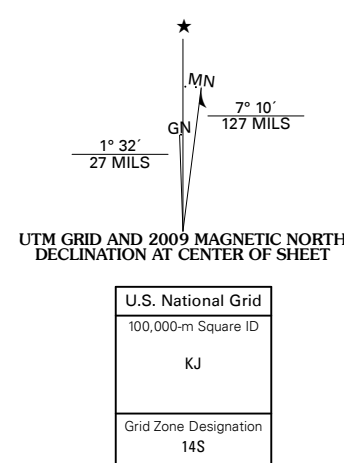 ★
MN
GN
7° 10´
127 MILS
1° 32´
27 MILS
UTM GRID AND 2009 MAGNETIC NORTH
DECLINATION AT CENTER OF SHEET
U.S. National Grid
100,000-m Square ID
KJ
Grid Zone Designation
14S